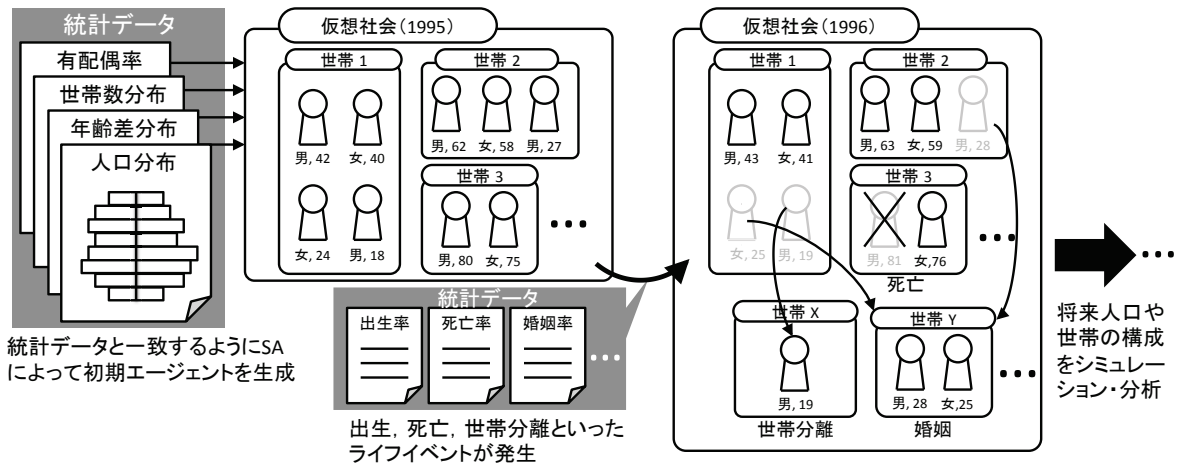 統計データ
有配偶率
世帯数分布
年齢差分布
人口分布
統計データと一致するようにSA
によって初期エージェントを生成
仮想社会(1995)
世帯 1
男, 42 女, 40
女, 24 男, 18
世帯 2
男, 62 女, 58 男, 27
世帯 3
男, 80 女, 75
•••
統計データ
出生率 死亡率 婚姻率
•••
出生, 死亡, 世帯分離といった
ライフイベントが発生
仮想社会(1996)
世帯 1
男, 43 女, 41
女, 25 男, 19
世帯 2
男, 63 女, 59 男, 28
世帯 3
男, 81 女,76
死亡
•••
世帯 X
男, 19
世帯分離
世帯 Y
男, 28 女,25
婚姻
•••
•••
将来人口や
世帯の構成
をシミュレー
ション・分析